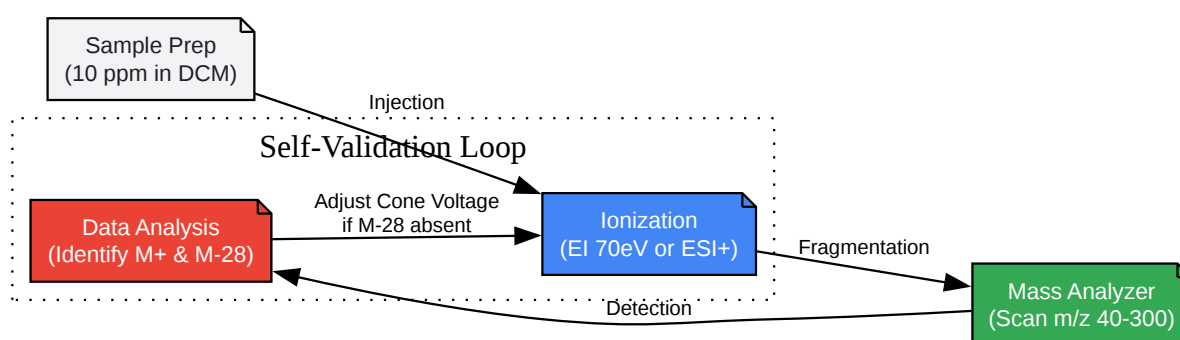 Sample Prep
(10 ppm in DCM)
Injection
Self-Validation Loop
Data Analysis
(Identify M+ & M-28)
Adjust Cone Voltage
if M-28 absent
Ionization
(EI 70eV or ESI+)
Fragmentation
Mass Analyzer
(Scan m/z 40-300)
Detection